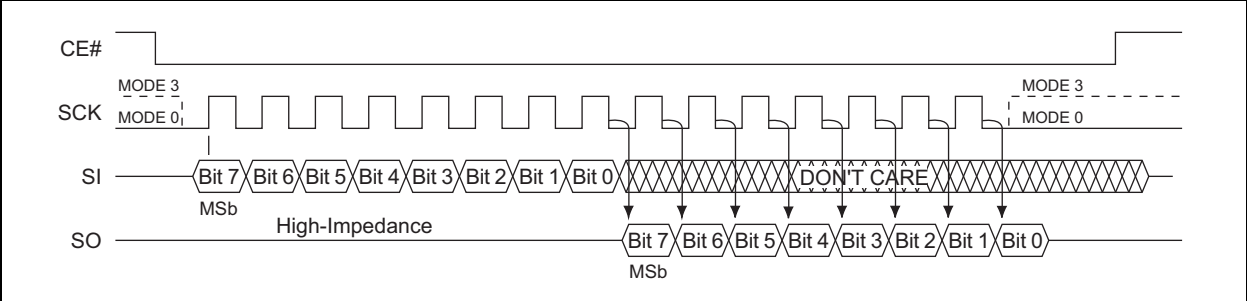 CE#
MODE 3 MODE 3
SCK MODE 0 MODE 0
SI Bit 7 Bit 6 Bit 5 Bit 4 Bit 3 Bit 2 Bit 1 Bit 0 DON'T CARE
MSb
High-Impedance
SO Bit 7 Bit 6 Bit 5 Bit 4 Bit 3 Bit 2 Bit 1 Bit 0
MSb